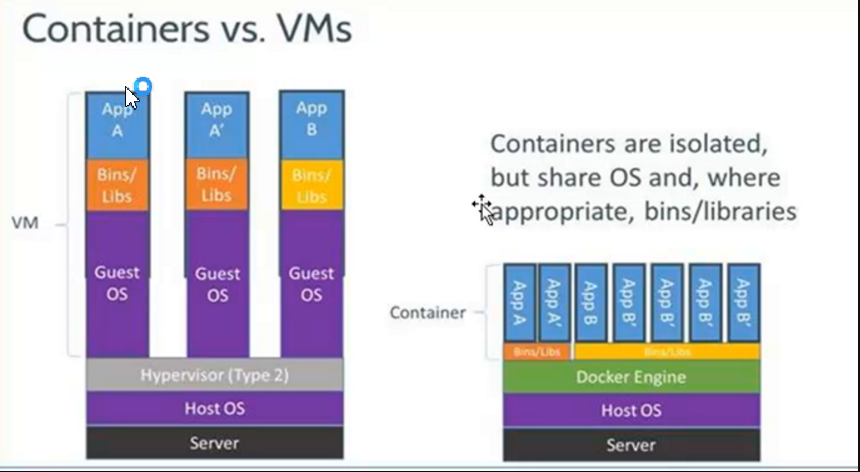 Containers vs. VMs
App
A
App
A'
App
B
Bins/
Libs
Bins/
Libs
Bins/
Libs
VM
Guest
OS
Guest
OS
Guest
OS
Hypervisor (Type 2)
Host OS
Server
Containers are isolated,
but share OS and, where
appropriate, bins/libraries
Container
App A
App A'
App B
App B'
App B'
App B'
App B'
Bins/Libs
Bins/Libs
Docker Engine
Host OS
Server